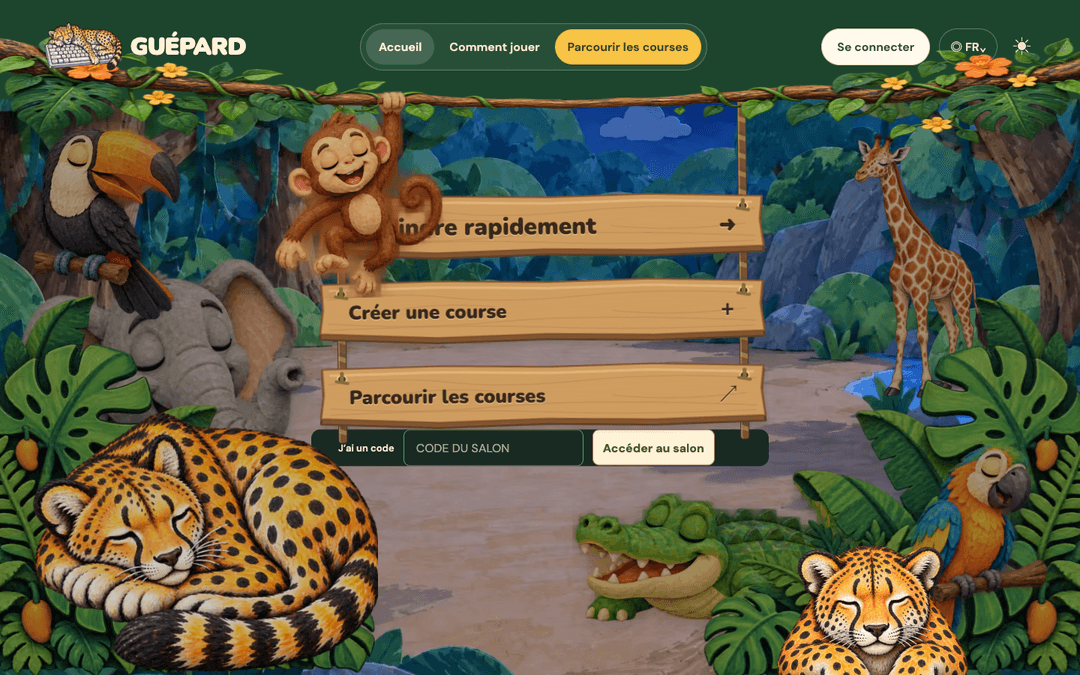 GUÉPARD
Accueil
Comment jouer
Parcourir les courses
Se connecter
FR
rapidement
Créer une course
Parcourir les courses
J'ai un code
CODE DU SALON
Accéder au salon